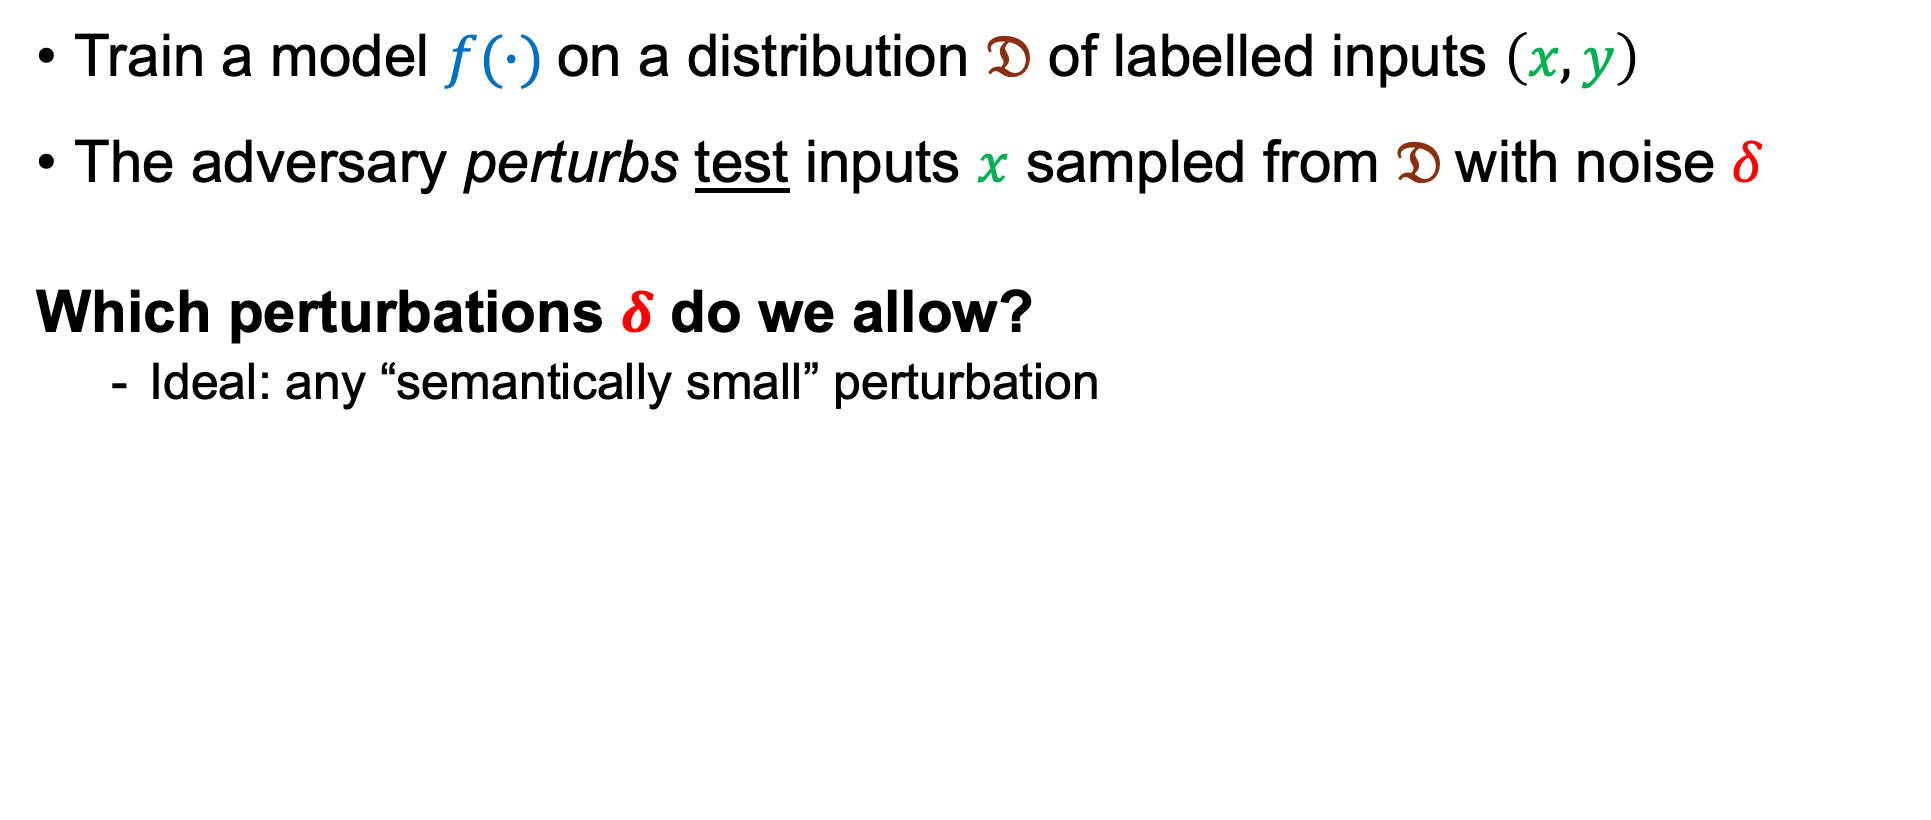 • Train a model 𝑓(·) on a distribution 𝔇 of labelled inputs (𝑥, 𝑦)
• The adversary perturbs test inputs 𝑥 sampled from 𝔇 with noise 𝛿
Which perturbations 𝜹 do we allow?
- Ideal: any “semantically small” perturbation